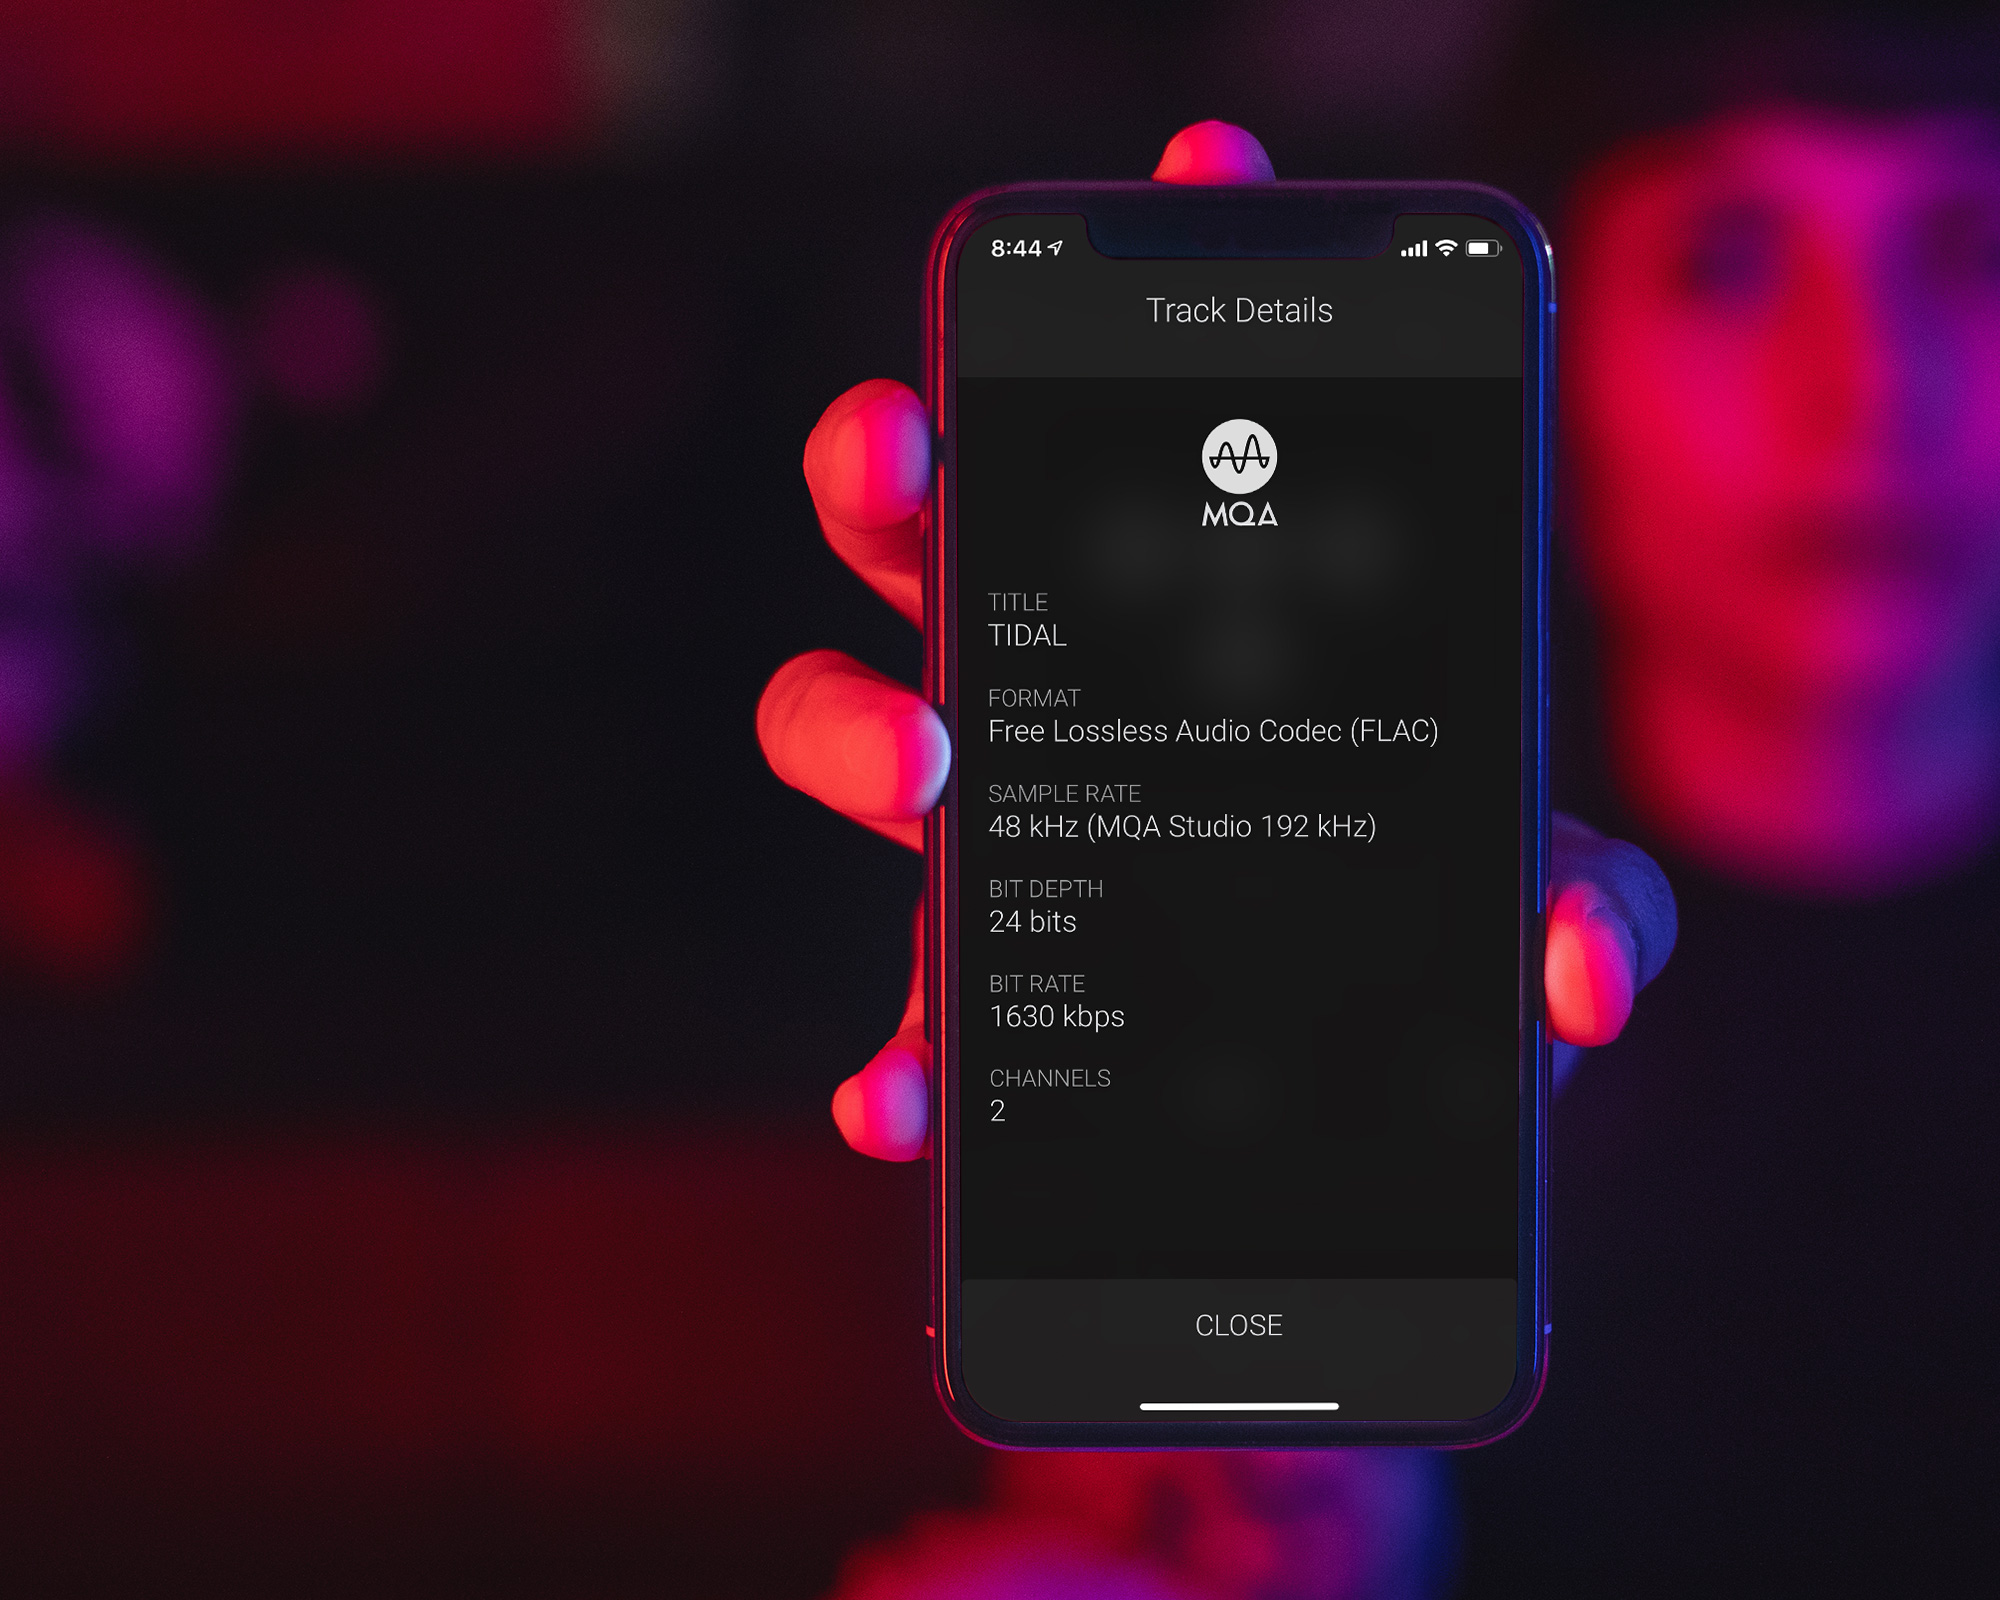 8:44
Track Details
MQA
TITLE
TIDAL
FORMAT
Free Lossless Audio Codec (FLAC)
SAMPLE RATE
48 kHz (MQA Studio 192 kHz)
BIT DEPTH
24 bits
BIT RATE
1630 kbps
CHANNELS
2
CLOSE